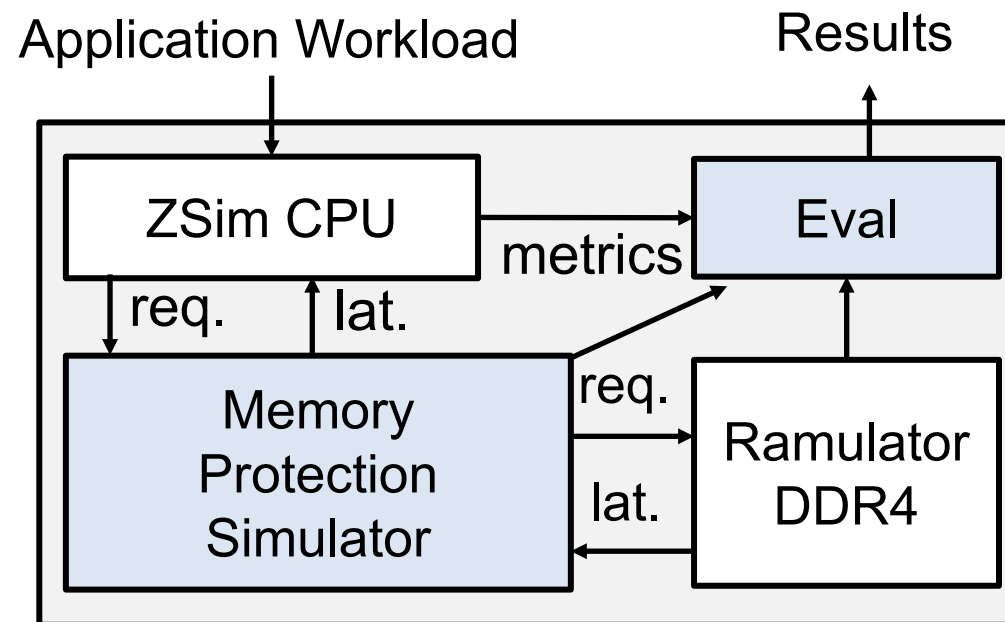 Application Workload
Results
ZSim CPU
Eval
metrics
req.
lat.
Memory
Protection
Simulator
req.
lat.
Ramulator
DDR4